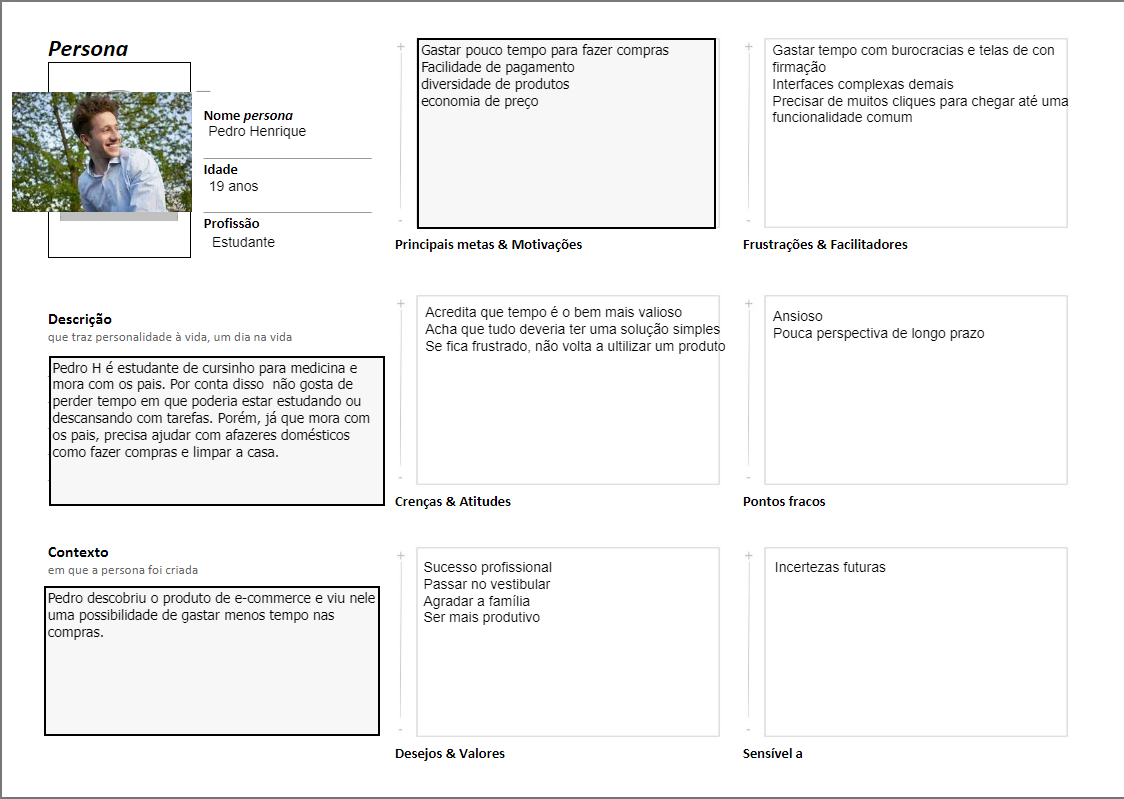 Persona
Nome persona
Pedro Henrique
Idade
19 anos
Profissão
Estudante
Gastar pouco tempo para fazer compras
Facilidade de pagamento
diversidade de produtos
economia de preço
Principais metas & Motivações
Gastar tempo com burocracias e telas de con
firmação
Interfaces complexas demais
Precisar de muitos cliques para chegar até uma
funcionalidade comum
Frustrações & Facilitadores
Descrição
que traz personalidade à vida, um dia na vida
Pedro H é estudante de cursinho para medicina e
mora com os pais. Por conta disso não gosta de
perder tempo em que poderia estar estudando ou
descansando com tarefas. Porém, já que mora com
os pais, precisa ajudar com afazeres domésticos
como fazer compras e limpar a casa.
Acredita que tempo é o bem mais valioso
Acha que tudo deveria ter uma solução simples
Se fica frustrado, não volta a ultilizar um produto
Crenças & Atitudes
Ansioso
Pouca perspectiva de longo prazo
Pontos fracos
Contexto
em que a persona foi criada
Pedro descobriu o produto de e-commerce e viu nele
uma possibilidade de gastar menos tempo nas
compras.
Sucesso profissional
Passar no vestibular
Agradar a família
Ser mais produtivo
Desejos & Valores
Incertezas futuras
Sensível a